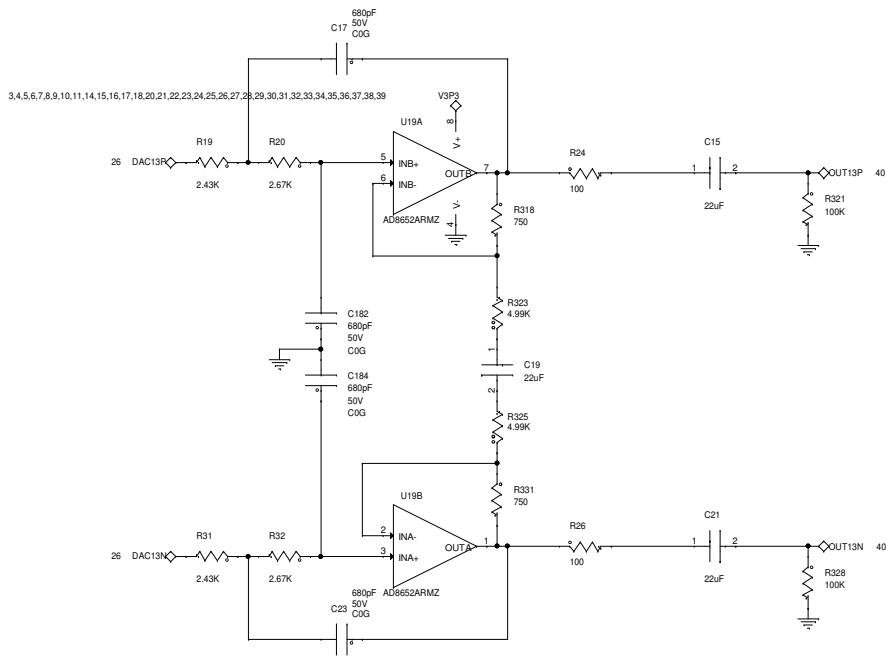 680pF
C17 50V
C0G
3,4,5,6,7,8,9,10,11,14,15,16,17,18,20,21,22,23,24,25,26,27,28,29,30,31,32,33,34,35,36,37,38,39
V3P3
U19A
8
V+
R19 R20
R24
C15
26 DAC13P
5 INB+
7
OUTB
1 2
OUT13P 40
2.43K 2.67K
6 INB-
100
22uF
V-
4
AD8652ARMZ
R318
750
R321
100K
R323
4.99K
C182
680pF
50V
C0G
1
C19
22uF
2
C184
680pF
50V
C0G
R325
4.99K
U19B
R331
750
R31 R32
2 INA-
R26
C21
26 DAC13N
3 INA+
OUTA
1
1 2
OUT13N 40
2.43K 2.67K
100
22uF
AD8652ARMZ
R328
100K
680pF
C23 50V
C0G